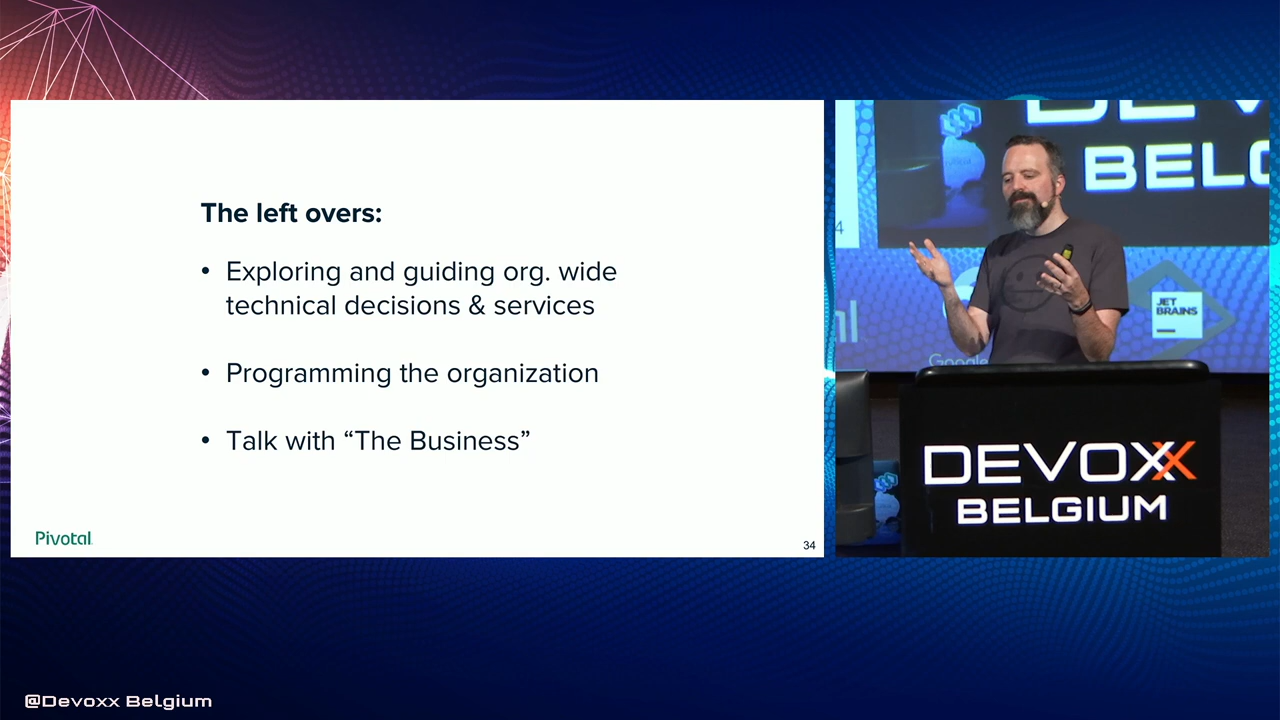 The left overs:
• Exploring and guiding org. wide
technical decisions & services
• Programming the organization
• Talk with “The Business”
Pivotal
34
BELG
JET
BRAINS
Google
DEVOXX
BELGIUM
@Devoxx Belgium